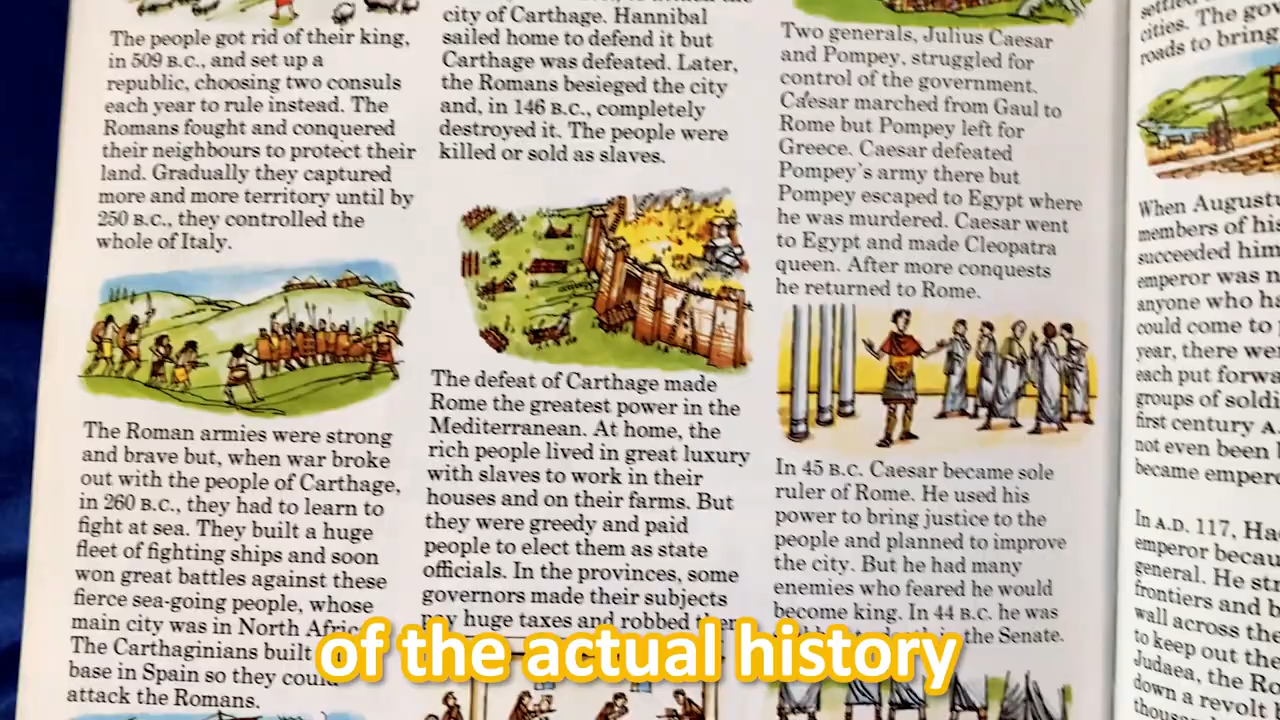 The people got rid of their king,
in 509 B.C., and set up a
republic, choosing two consuls
each year to rule instead. The
Romans fought and conquered
their neighbours to protect their
land. Gradually they captured
more and more territory until by
250 B.C., they controlled the
whole of Italy.
The Roman armies were strong
and brave but, when war broke
out with the people of Carthage,
in 260 B.C., they had to learn to
fight at sea. They built a huge
fleet of fighting ships and soon
won great battles against these
fierce sea-going people, whose
main city was in North
The Carthaginians built
base in Spain so they could
attack the Romans.
city of Carthage. Hannibal
sailed home to defend it but
Carthage was defeated. Later,
the Romans besieged the city
and, in 146 B.C., completely
destroyed it. The people were
killed or sold as slaves.
The defeat of Carthage made
Rome the greatest power in the
Mediterranean. At home, the
rich people lived in great luxury
with slaves to work in their
houses and on their farms. But
they were greedy and paid
people to elect them as state
officials. In the provinces, some
governors made their subjects
pay huge taxes and robbed them
Two generals, Julius Caesar
and Pompey, struggled for
control of the government.
Caesar marched from Gaul to
Rome but Pompey left for
Greece. Caesar defeated
Pompey's army there but
Pompey escaped to Egypt where
he was murdered. Caesar went
to Egypt and made Cleopatra
queen. After more conquests
he returned to Rome.
In 45 B.C. Caesar became sole
ruler of Rome. He used his
power to bring justice to the
people and planned to improve
the city. But he had many
enemies who feared he would
become king. In 44 B.C. he was
the Senate.
cities. The gov
roads to bring
When August
members of his
succeeded him
emperor was n
anyone who ha
could come to
year, there we
each put forwa
groups of soldi
first century A.
not even been
became empero
In A.D. 117, Ha
emperor becau
general. He str
frontiers and b
wall across the
to keep out the
Judaea, the Ro
down a revolt
thous
of the actual history